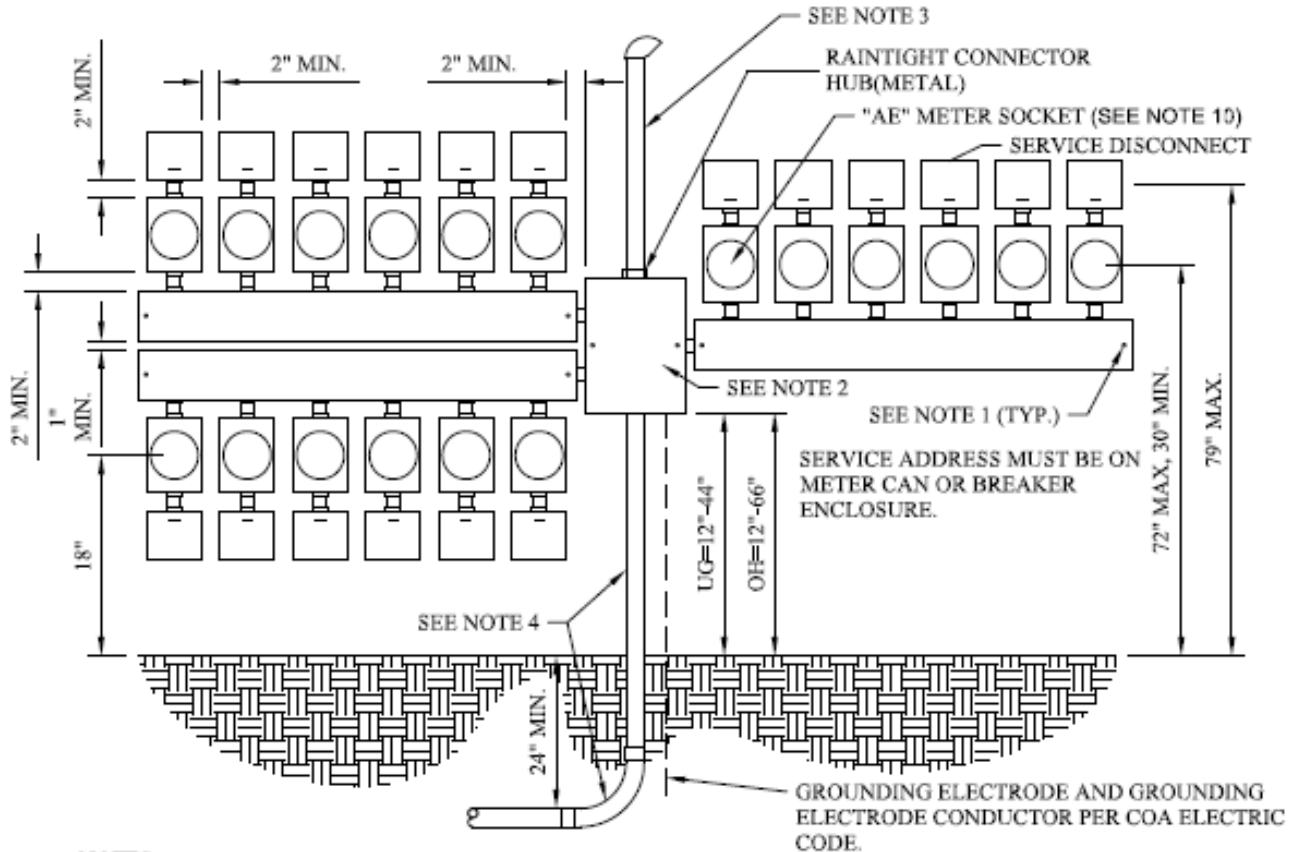 SEE NOTE 3
2" MIN.
2" MIN.
2" MIN.
RAINTIGHT CONNECTOR
HUB(METAL)
"AE" METER SOCKET (SEE NOTE 10)
SERVICE DISCONNECT
2" MIN.
1"
MIN.
18"
SEE NOTE 2
SEE NOTE 1 (TYP.)
SERVICE ADDRESS MUST BE ON
METER CAN OR BREAKER
ENCLOSURE.
UG=12"-44"
OH=12"-66"
72" MAX, 30" MIN.
79" MAX.
SEE NOTE 4
24" MIN.
GROUNDING ELECTRODE AND GROUNDING
ELECTRODE CONDUCTOR PER COA ELECTRIC
CODE.